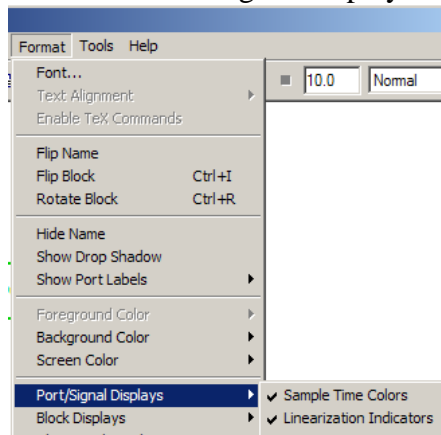 Format Tools Help
Font...
10.0 Normal
Text Alignment
Enable TeX Commands
Flip Name
Flip Block Ctrl+I
Rotate Block Ctrl+R
Hide Name
Show Drop Shadow
Show Port Labels
Foreground Color
Background Color
Screen Color
Port/Signal Displays
Sample Time Colors
Block Displays
Linearization Indicators